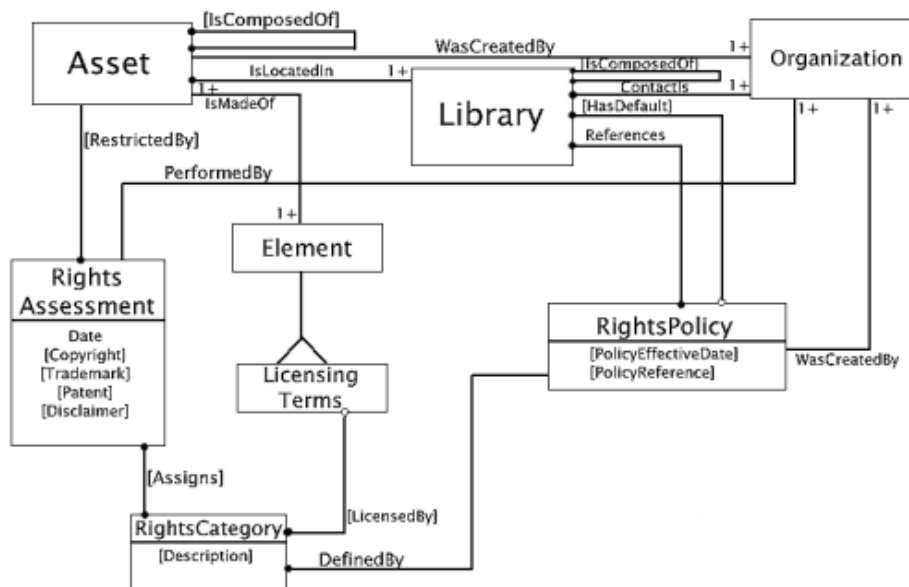 [IsComposedOf]
Asset
WasCreatedBy
1+
Organization
IsLocatedIn
1+
[IsComposedOf]
1+
IsMadeOf
Library
ContactIs
1+
[HasDefault]
1+
1+
References
[RestrictedBy]
PerformedBy
1+
Element
Rights
Assessment
Date
[Copyright]
[Trademark]
[Patent]
[Disclaimer]
RightsPolicy
[PolicyEffectiveDate]
[PolicyReference]
WasCreatedBy
Licensing
Terms
[Assigns]
[LicensedBy]
RightsCategory
[Description]
DefinedBy